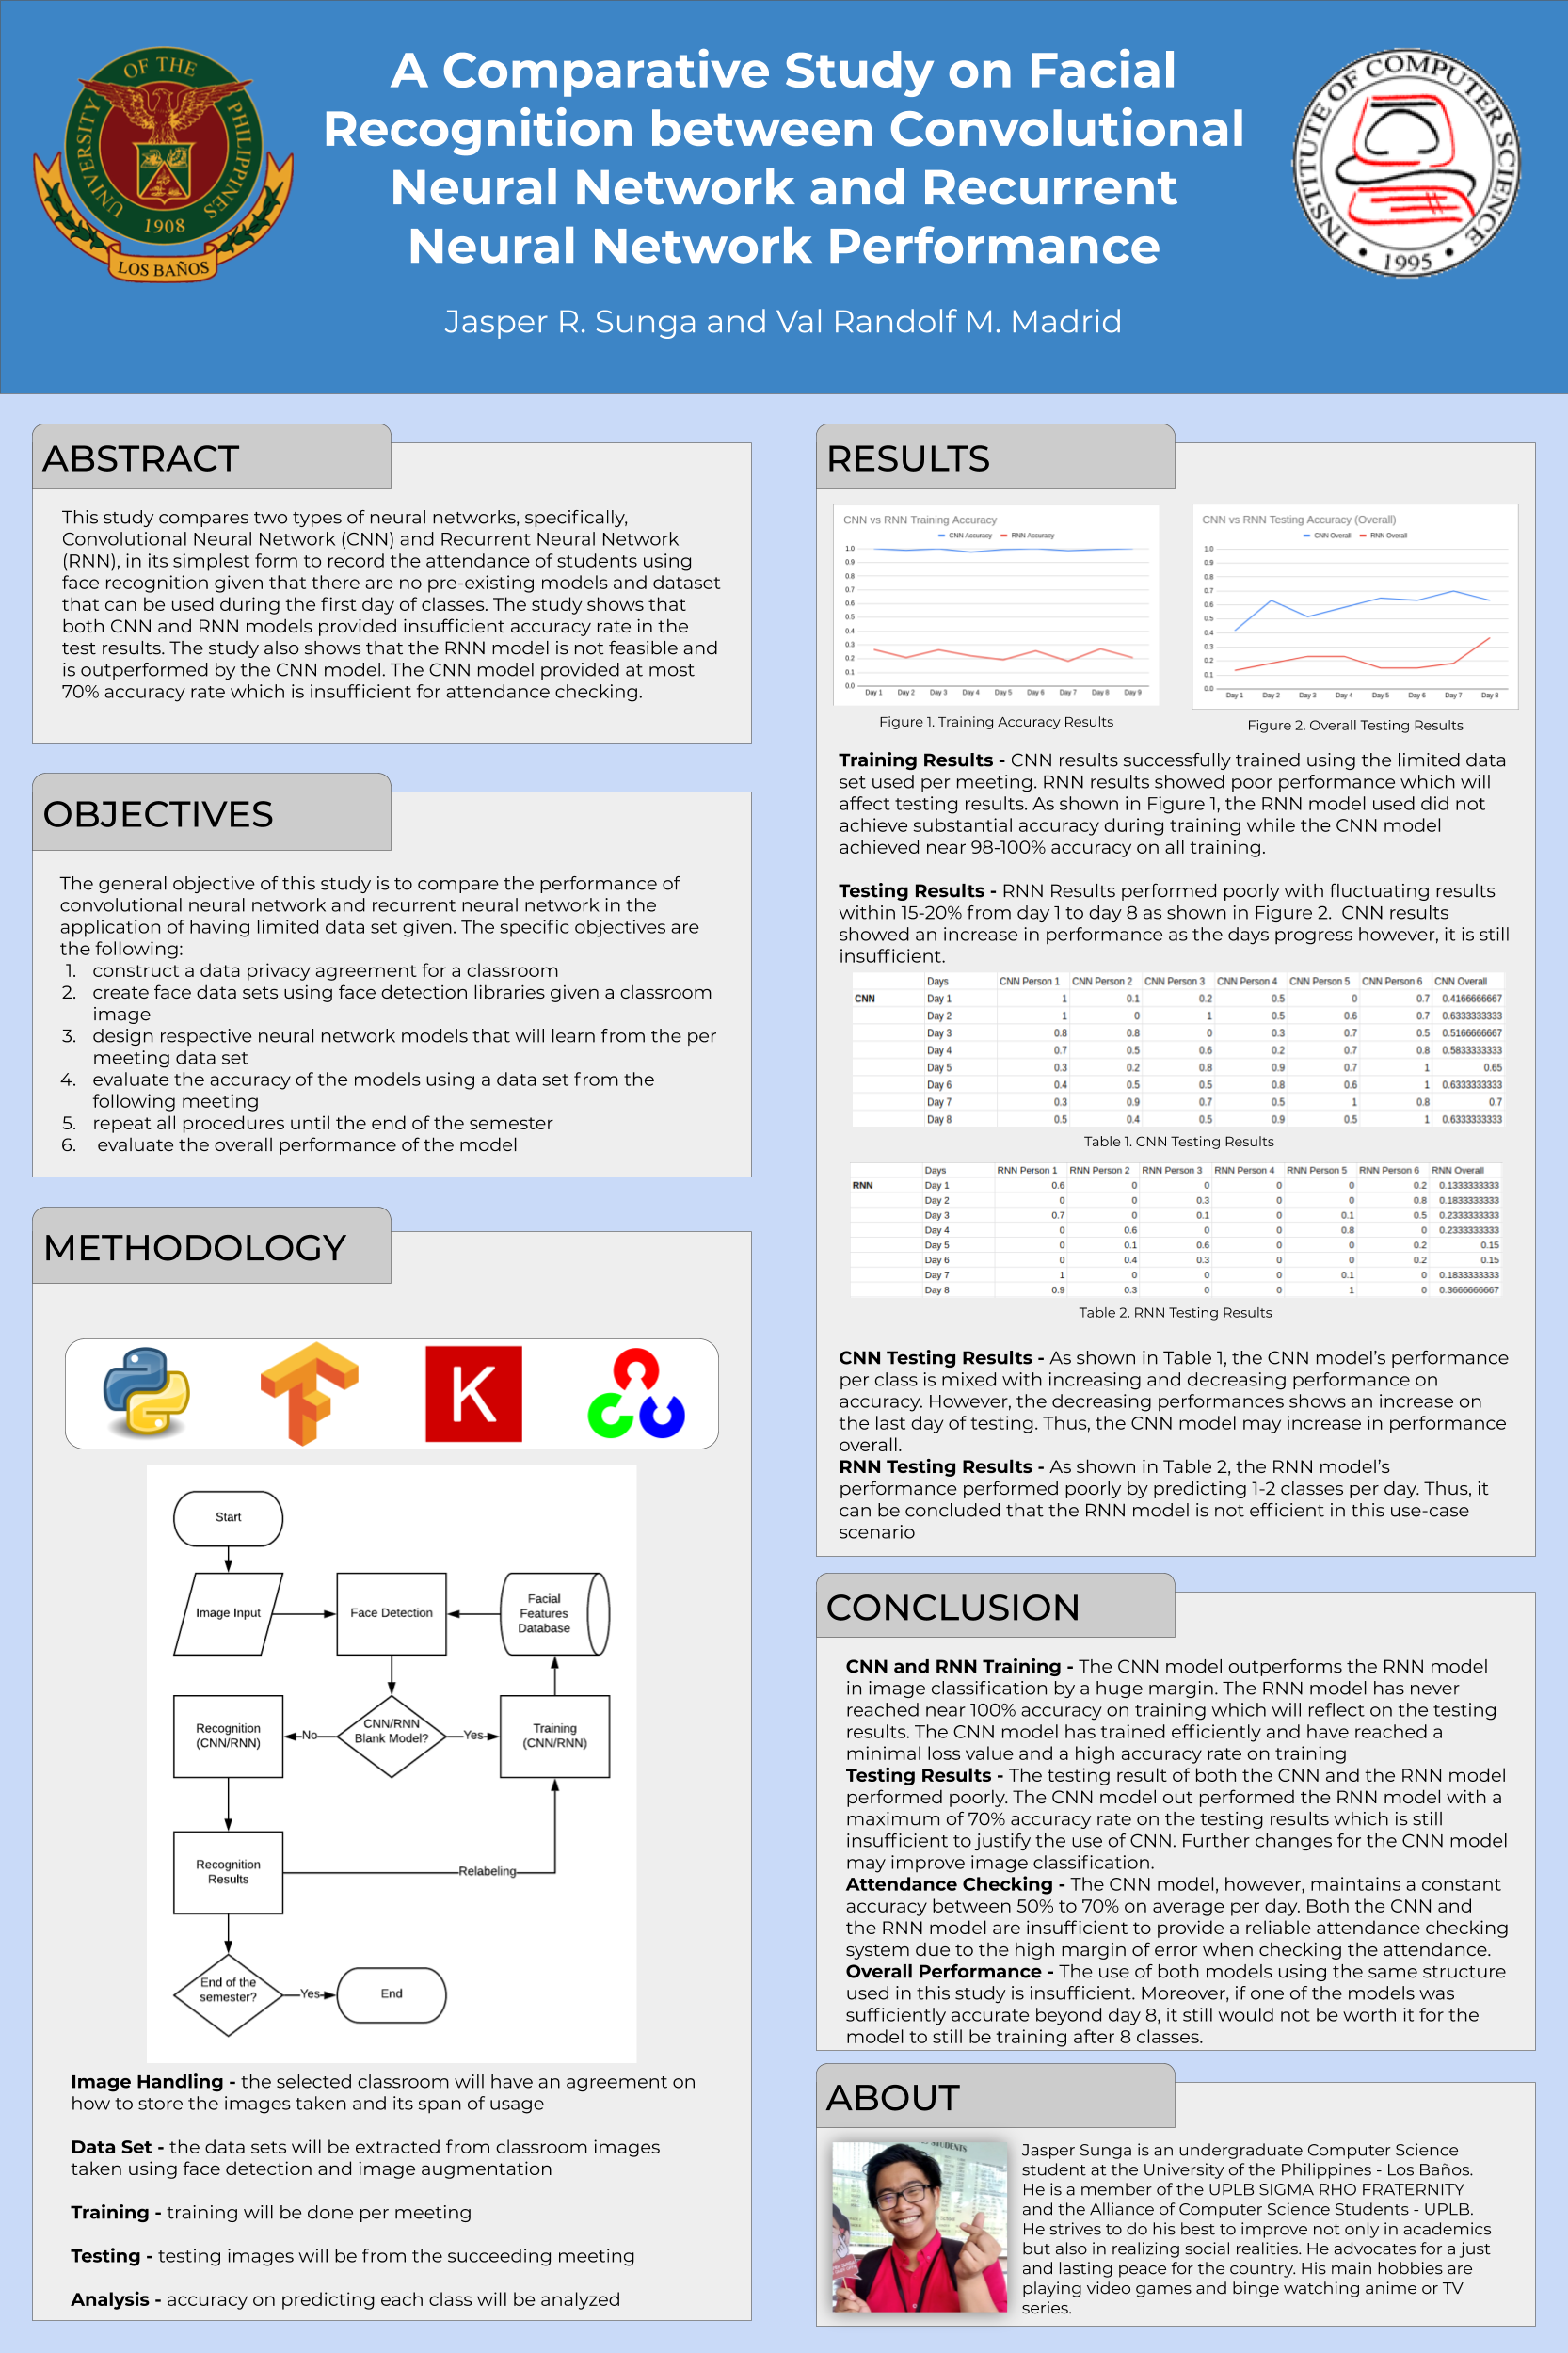 UNIVERSITY OF THE PHILIPPINES
1908
LOS BAÑOS
A Comparative Study on Facial
Recognition between Convolutional
Neural Network and Recurrent
Neural Network Performance
Jasper R. Sunga and Val Randolf M. Madrid
INSTITUTE OF COMPUTER SCIENCE
• 1995 •
ABSTRACT
This study compares two types of neural networks, specifically,
Convolutional Neural Network (CNN) and Recurrent Neural Network
(RNN), in its simplest form to record the attendance of students using
face recognition given that there are no pre-existing models and dataset
that can be used during the first day of classes. The study shows that
both CNN and RNN models provided insufficient accuracy rate in the
test results. The study also shows that the RNN model is not feasible and
is outperformed by the CNN model. The CNN model provided at most
70% accuracy rate which is insufficient for attendance checking.
OBJECTIVES
The general objective of this study is to compare the performance of
convolutional neural network and recurrent neural network in the
application of having limited data set given. The specific objectives are
the following:
1. construct a data privacy agreement for a classroom
2. create face data sets using face detection libraries given a classroom
image
3. design respective neural network models that will learn from the per
meeting data set
4. evaluate the accuracy of the models using a data set from the
following meeting
5. repeat all procedures until the end of the semester
6. evaluate the overall performance of the model
METHODOLOGY
K
Start
Image Input
Face Detection
Facial
Features
Database
Recognition
(CNN/RNN)
No
CNN/RNN
Blank Model?
Yes
Training
(CNN/RNN)
Recognition
Results
Relabeling
End of the
semester?
Yes
End
Image Handling - the selected classroom will have an agreement on
how to store the images taken and its span of usage
Data Set - the data sets will be extracted from classroom images
taken using face detection and image augmentation
Training - training will be done per meeting
Testing - testing images will be from the succeeding meeting
Analysis - accuracy on predicting each class will be analyzed
RESULTS
CNN vs RNN Training Accuracy
CNN Accuracy RNN Accuracy
1.0
0.9
0.8
0.7
0.6
0.5
0.4
0.3
0.2
0.1
0.0
Day 1 Day 2 Day 3 Day 4 Day 5 Day 6 Day 7 Day 8 Day 9
Figure 1. Training Accuracy Results
CNN vs RNN Testing Accuracy (Overall)
CNN Overall RNN Overall
1.0
0.9
0.8
0.7
0.6
0.5
0.4
0.3
0.2
0.1
0.0
Day 1 Day 2 Day 3 Day 4 Day 5 Day 6 Day 7 Day 8
Figure 2. Overall Testing Results
Training Results - CNN results successfully trained using the limited data
set used per meeting. RNN results showed poor performance which will
affect testing results. As shown in Figure 1, the RNN model used did not
achieve substantial accuracy during training while the CNN model
achieved near 98-100% accuracy on all training.
Testing Results - RNN Results performed poorly with fluctuating results
within 15-20% from day 1 to day 8 as shown in Figure 2. CNN results
showed an increase in performance as the days progress however, it is still
insufficient.
Days CNN Person 1 CNN Person 2 CNN Person 3 CNN Person 4 CNN Person 5 CNN Person 6 CNN Overall
CNN Day 1 1 0.1 0.2 0.5 0 0.7 0.4166666667
Day 2 1 0 1 0.5 0.6 0.7 0.6333333333
Day 3 0.8 0.8 0 0.3 0.7 0.5 0.5166666667
Day 4 0.7 0.5 0.6 0.2 0.7 0.8 0.5833333333
Day 5 0.3 0.2 0.8 0.9 0.7 1 0.65
Day 6 0.4 0.5 0.5 0.8 0.6 1 0.6333333333
Day 7 0.3 0.9 0.7 0.5 1 0.8 0.7
Day 8 0.5 0.4 0.5 0.9 0.5 1 0.6333333333
Table 1. CNN Testing Results
Days RNN Person 1 RNN Person 2 RNN Person 3 RNN Person 4 RNN Person 5 RNN Person 6 RNN Overall
RNN Day 1 0.6 0 0 0 0 0.2 0.1333333333
Day 2 0 0 0.3 0 0 0.8 0.1833333333
Day 3 0.7 0 0.1 0 0.1 0.5 0.2333333333
Day 4 0 0.6 0 0 0.8 0 0.2333333333
Day 5 0 0.1 0.6 0 0 0.2 0.15
Day 6 0 0.4 0.3 0 0 0.2 0.15
Day 7 1 0 0 0 0.1 0 0.1833333333
Day 8 0.9 0.3 0 0 1 0 0.3666666667
Table 2. RNN Testing Results
CNN Testing Results - As shown in Table 1, the CNN model's performance
per class is mixed with increasing and decreasing performance on
accuracy. However, the decreasing performances shows an increase on
the last day of testing. Thus, the CNN model may increase in performance
overall.
RNN Testing Results - As shown in Table 2, the RNN model's
performance performed poorly by predicting 1-2 classes per day. Thus, it
can be concluded that the RNN model is not efficient in this use-case
scenario
CONCLUSION
CNN and RNN Training - The CNN model outperforms the RNN model
in image classification by a huge margin. The RNN model has never
reached near 100% accuracy on training which will reflect on the testing
results. The CNN model has trained efficiently and have reached a
minimal loss value and a high accuracy rate on training
Testing Results - The testing result of both the CNN and the RNN model
performed poorly. The CNN model out performed the RNN model with a
maximum of 70% accuracy rate on the testing results which is still
insufficient to justify the use of CNN. Further changes for the CNN model
may improve image classification.
Attendance Checking - The CNN model, however, maintains a constant
accuracy between 50% to 70% on average per day. Both the CNN and
the RNN model are insufficient to provide a reliable attendance checking
system due to the high margin of error when checking the attendance.
Overall Performance - The use of both models using the same structure
used in this study is insufficient. Moreover, if one of the models was
sufficiently accurate beyond day 8, it still would not be worth it for the
model to still be training after 8 classes.
ABOUT
STUDENTS
Jasper Sunga is an undergraduate Computer Science
student at the University of the Philippines - Los Baños.
He is a member of the UPLB SIGMA RHO FRATERNITY
and the Alliance of Computer Science Students - UPLB.
He strives to do his best to improve not only in academics
but also in realizing social realities. He advocates for a just
and lasting peace for the country. His main hobbies are
playing video games and binge watching anime or TV
series.